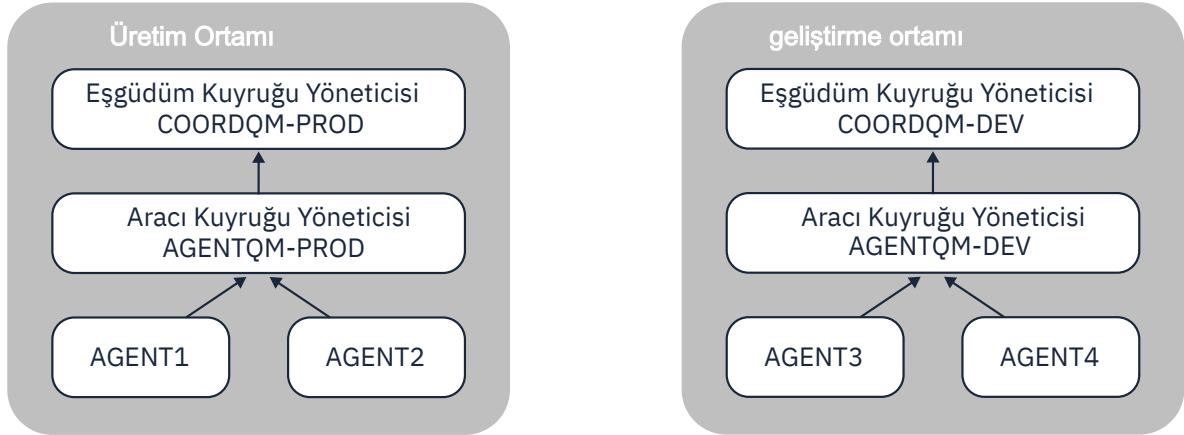 Üretim Ortamı
Eşgüdüm Kuyruğu Yöneticisi
COORDQM-PROD
Aracı Kuyruğu Yöneticisi
AGENTQM-PROD
AGENT1
AGENT2
geliştirme ortamı
Eşgüdüm Kuyruğu Yöneticisi
COORDQM-DEV
Aracı Kuyruğu Yöneticisi
AGENTQM-DEV
AGENT3
AGENT4